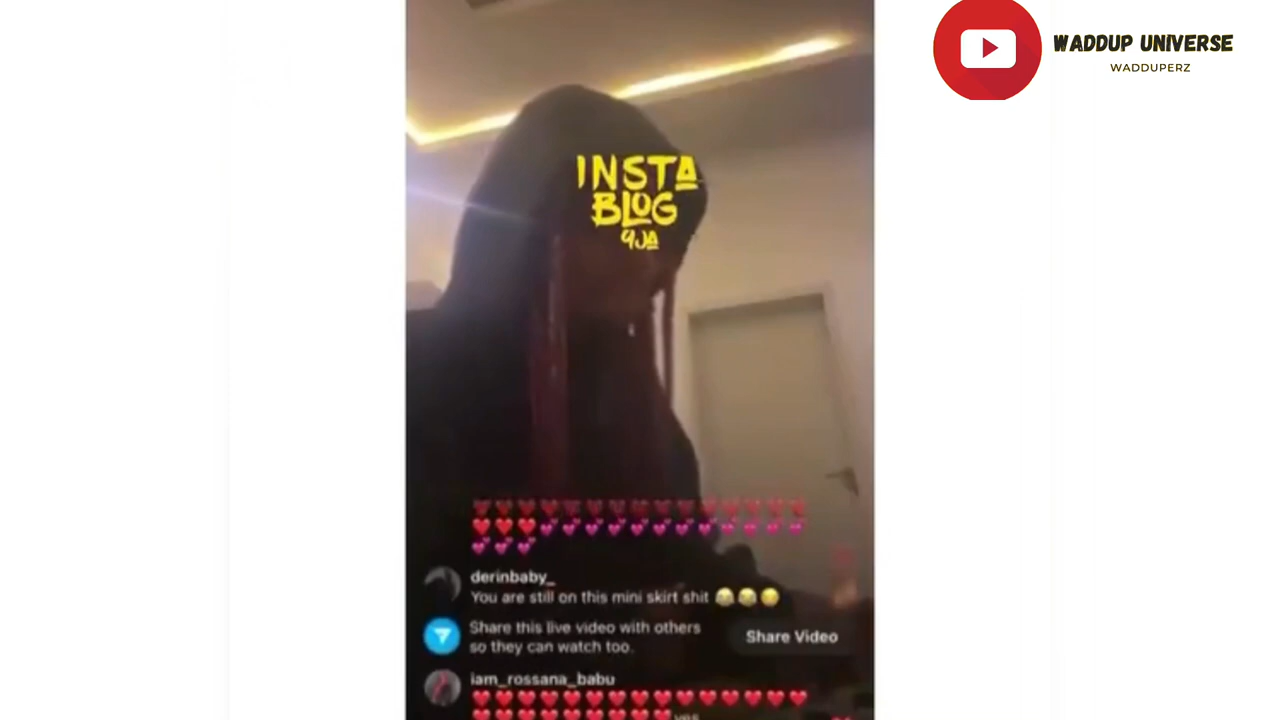 WADDUP UNIVERSE
WADDUPERZ
INSTA
BLOG
9JA
derinbaby_
You are still on this mini skirt shit 😂😂😂
Share this live video with others
so they can watch too.
Share Video
iam_rossana_babu
yes